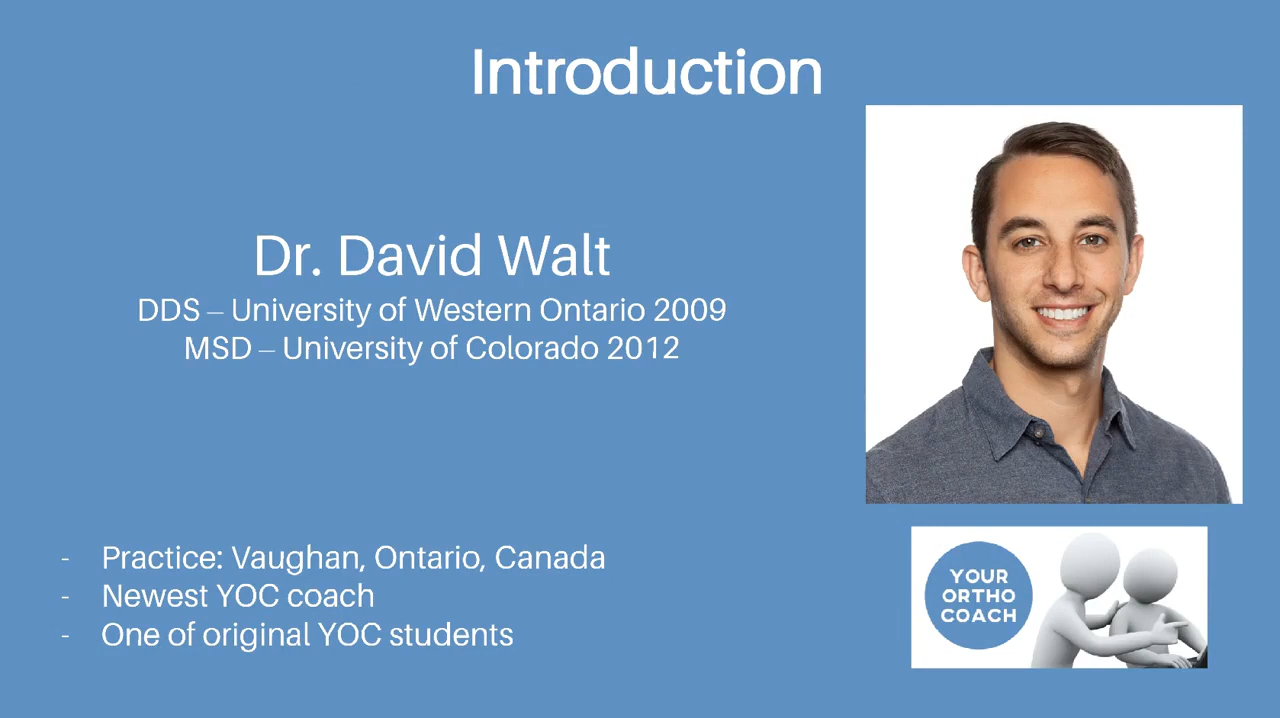 Introduction
Dr. David Walt
DDS – University of Western Ontario 2009
MSD – University of Colorado 2012
- Practice: Vaughan, Ontario, Canada
- Newest YOC coach
- One of original YOC students
YOUR
ORTHO
COACH